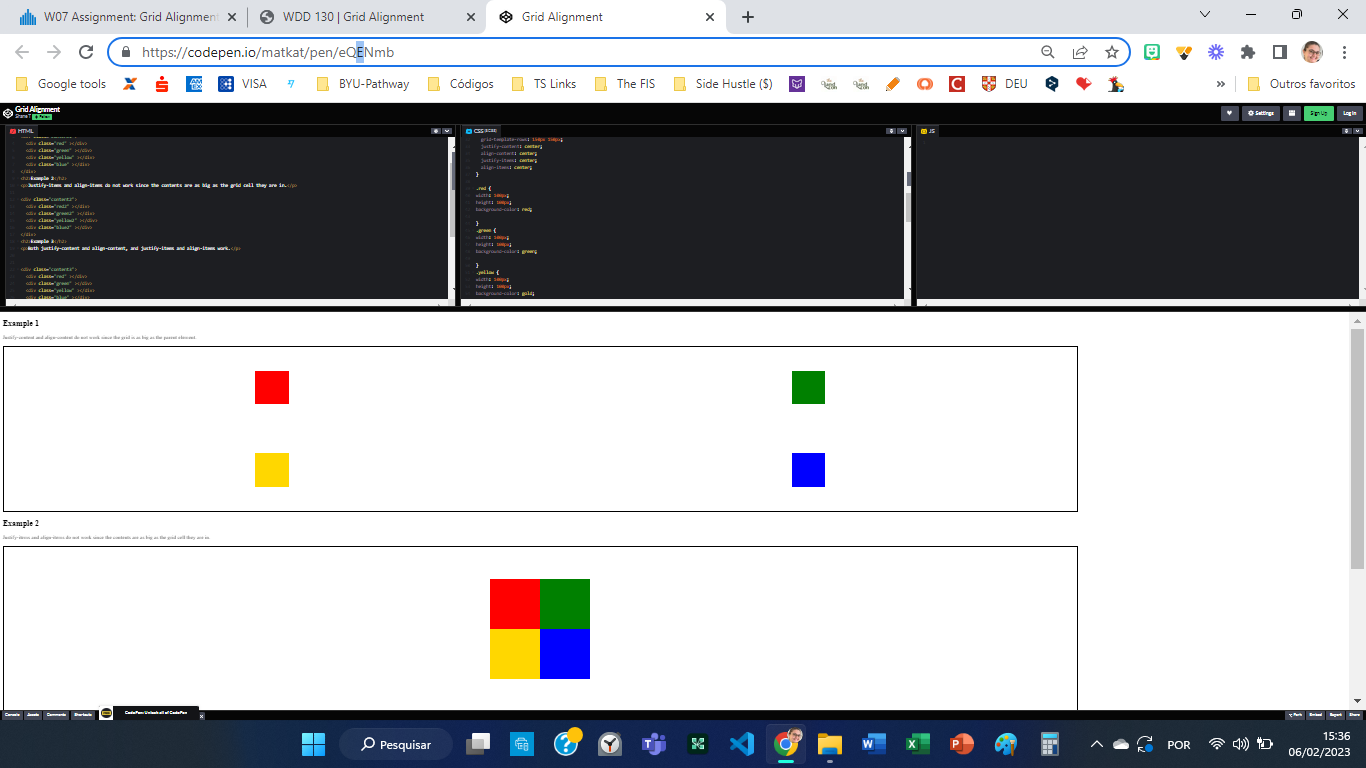 W07 Assignment: Grid Alignment
WDD 130 | Grid Alignment
Grid Alignment
https://codepen.io/matkat/pen/eQENmb
Google tools
VISA
BYU-Pathway
Códigos
TS Links
The FIS
Side Hustle ($)
DEU
»
Outros favoritos
Grid Alignment
Settings
Sign Up
Log In
HTML
<div class="red" ></div>
<div class="green" ></div>
<div class="yellow" ></div>
<div class="blue" ></div>
</div>
<h2>Example 2</h2>
<p>Justify-items and align-items do not work since the contents are as big as the grid cell they are in.</p>
<div class="content2">
<div class="red2" ></div>
<div class="green2" ></div>
<div class="yellow2" ></div>
<div class="blue2" ></div>
</div>
<h2>Example 3</h2>
<p>Both justify-content and align-content, and justify-items and align-items work.</p>
<div class="content3">
<div class="red" ></div>
<div class="green" ></div>
<div class="yellow" ></div>
<div class="blue" ></div>
CSS (SCSS)
grid-template-rows: 150px 150px;
justify-content: center;
align-content: center;
justify-items: center;
align-items: center;
}
.red {
width: 100px;
height: 100px;
background-color: red;
}
.green {
width: 100px;
height: 100px;
background-color: green;
}
.yellow {
width: 100px;
height: 100px;
background-color: gold;
JS
Example 1
Justify-content and align-content do not work since the grid is as big as the parent element.
Example 2
Justify-items and align-items do not work since the contents are as big as the grid cell they are in.
Console
Assets
Comments
Shortcuts
CodePen: Unlock all of CodePen
Fork
Embed
Export
Share
Pesquisar
POR
15:36
06/02/2023